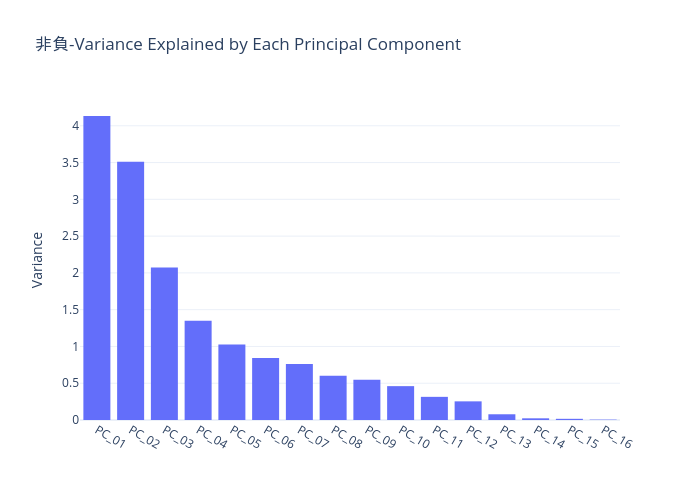 非負-Variance Explained by Each Principal Component
Variance
4
3.5
3
2.5
2
1.5
1
0.5
0
PC_01
PC_02
PC_03
PC_04
PC_05
PC_06
PC_07
PC_08
PC_09
PC_10
PC_11
PC_12
PC_13
PC_14
PC_15
PC_16